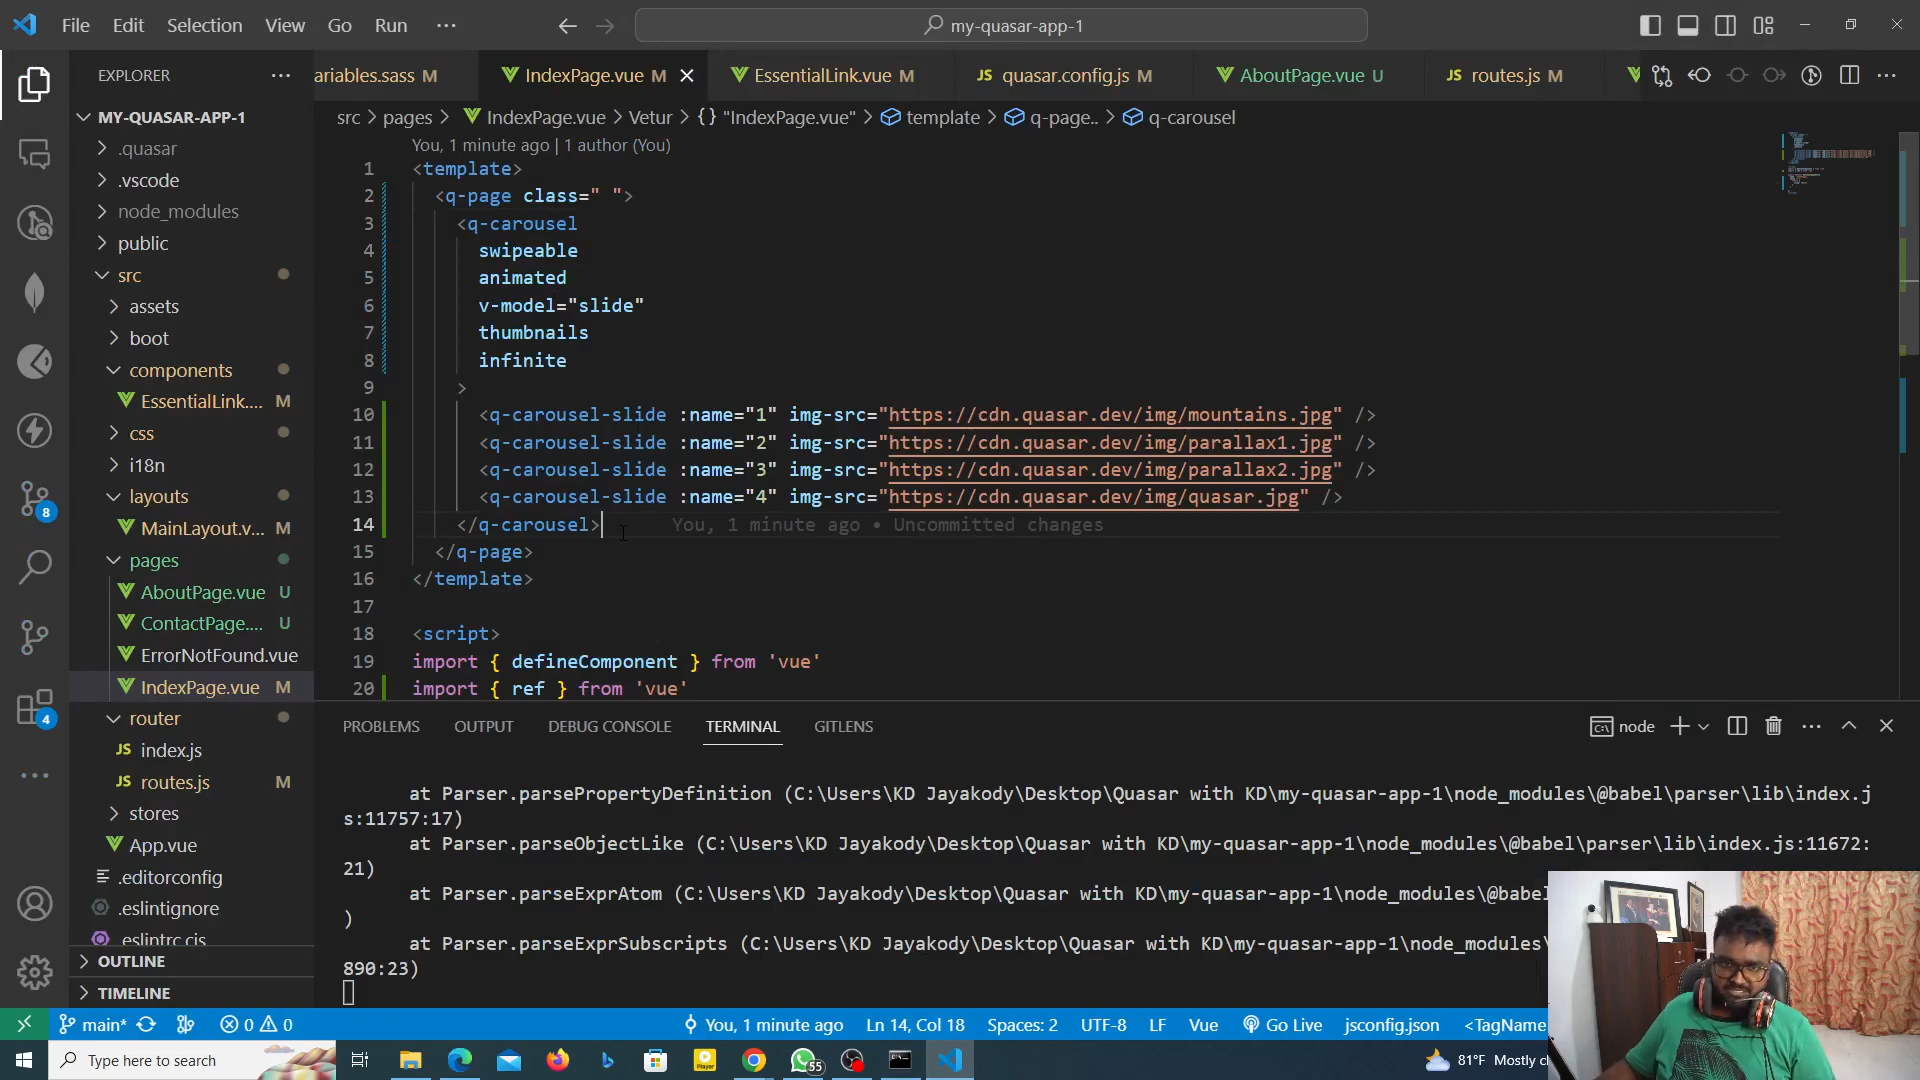 File Edit Selection View Go Run ··· my-quasar-app-1
EXPLORER ···
ariables.sass M IndexPage.vue M EssentialLink.vue M JS quasar.config.js M AboutPage.vue U JS routes.js M ···
MY-QUASAR-APP-1
.quasar
.vscode
node_modules
public
src
assets
boot
components
EssentialLink.... M
css
i18n
layouts
MainLayout.v... M
pages
AboutPage.vue U
ContactPage.... U
ErrorNotFound.vue
IndexPage.vue M
router
JS index.js
JS routes.js M
stores
App.vue
.editorconfig
.eslintignore
.eslintrc.cjs
OUTLINE
TIMELINE
8
4
src > pages > IndexPage.vue > Vetur > {} "IndexPage.vue" > template > q-page.. > q-carousel
You, 1 minute ago | 1 author (You)
1 <template>
2 <q-page class=" ">
3 <q-carousel
4 swipeable
5 animated
6 v-model="slide"
7 thumbnails
8 infinite
9 >
10 <q-carousel-slide :name="1" img-src="https://cdn.quasar.dev/img/mountains.jpg" />
11 <q-carousel-slide :name="2" img-src="https://cdn.quasar.dev/img/parallax1.jpg" />
12 <q-carousel-slide :name="3" img-src="https://cdn.quasar.dev/img/parallax2.jpg" />
13 <q-carousel-slide :name="4" img-src="https://cdn.quasar.dev/img/quasar.jpg" />
14 </q-carousel> You, 1 minute ago • Uncommitted changes
15 </q-page>
16 </template>
17
18 <script>
19 import { defineComponent } from 'vue'
20 import { ref } from 'vue'
PROBLEMS OUTPUT DEBUG CONSOLE TERMINAL GITLENS node ···
at Parser.parsePropertyDefinition (C:\Users\KD Jayakody\Desktop\Quasar with KD\my-quasar-app-1\node_modules\@babel\parser\lib\index.j
s:11757:17)
at Parser.parseObjectLike (C:\Users\KD Jayakody\Desktop\Quasar with KD\my-quasar-app-1\node_modules\@babel\parser\lib\index.js:11672:
21)
at Parser.parseExprAtom (C:\Users\KD Jayakody\Desktop\Quasar with KD\my-quasar-app-1\node_modules\@babel
)
at Parser.parseExprSubscripts (C:\Users\KD Jayakody\Desktop\Quasar with KD\my-quasar-app-1\node_modules\
890:23)
main* 0 0 You, 1 minute ago Ln 14, Col 18 Spaces: 2 UTF-8 LF Vue Go Live jsconfig.json <TagName
Type here to search Player 55 81°F Mostly cl